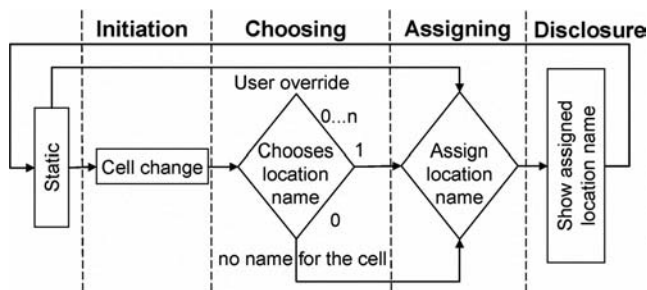 Initiation
Choosing
Assigning
Disclosure
Static
Cell change
User override
0...n
Chooses
location
name
1
0
no name for the cell
Assign
location
name
Show assigned
location name